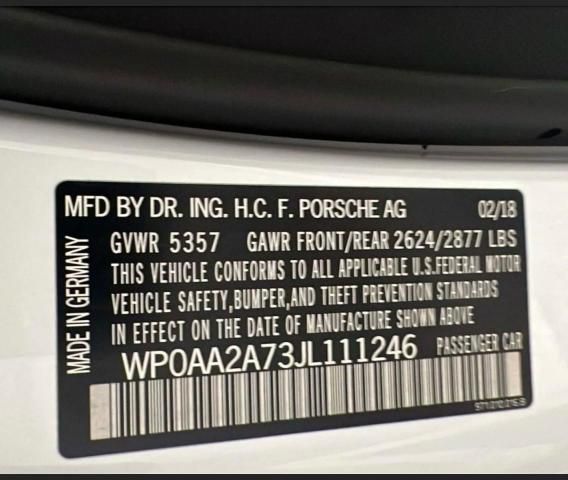 MFD BY DR. ING. H.C. F. PORSCHE AG 02/18
GVWR 5357 GAWR FRONT/REAR 2624/2877 LBS
THIS VEHICLE CONFORMS TO ALL APPLICABLE U.S.FEDERAL MOTOR
VEHICLE SAFETY,BUMPER,AND THEFT PREVENTION STANDARDS
IN EFFECT ON THE DATE OF MANUFACTURE SHOWN ABOVE
WP0AA2A73JL111246 PASSENGER CAR
MADE IN GERMANY